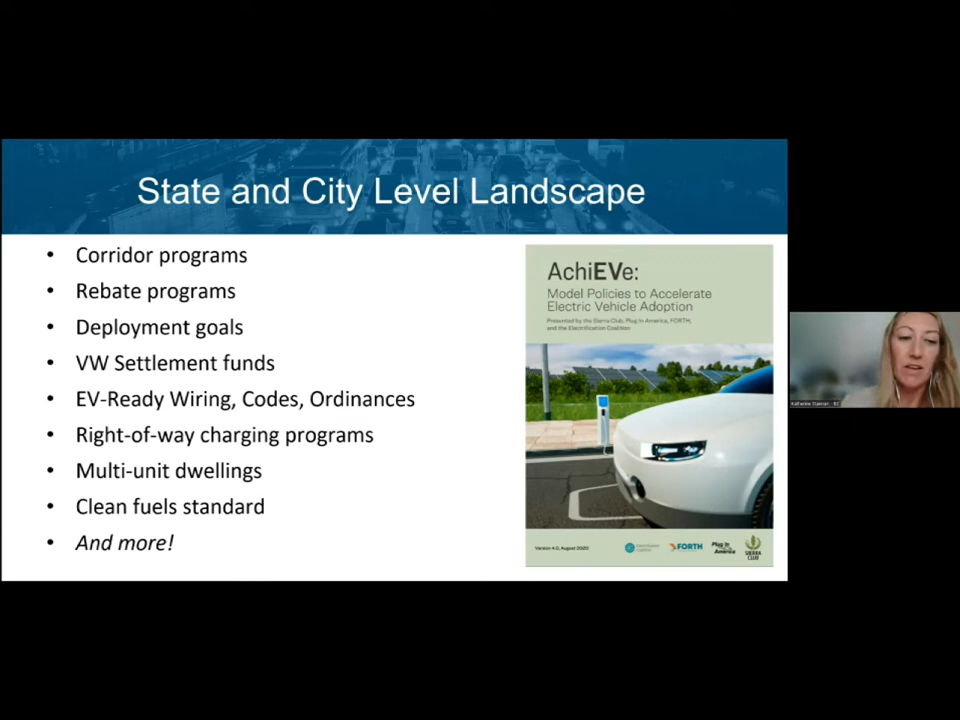 State and City Level Landscape
• Corridor programs
• Rebate programs
• Deployment goals
• VW Settlement funds
• EV-Ready Wiring, Codes, Ordinances
• Right-of-way charging programs
• Multi-unit dwellings
• Clean fuels standard
• And more!
AchiEVe:
Model Policies to Accelerate
Electric Vehicle Adoption
Presented by the Sierra Club, Plug In America, FORTH,
and the Electrification Coalition
Version 4.0, August 2020
FORTH
Plug In
America
SIERRA
CLUB